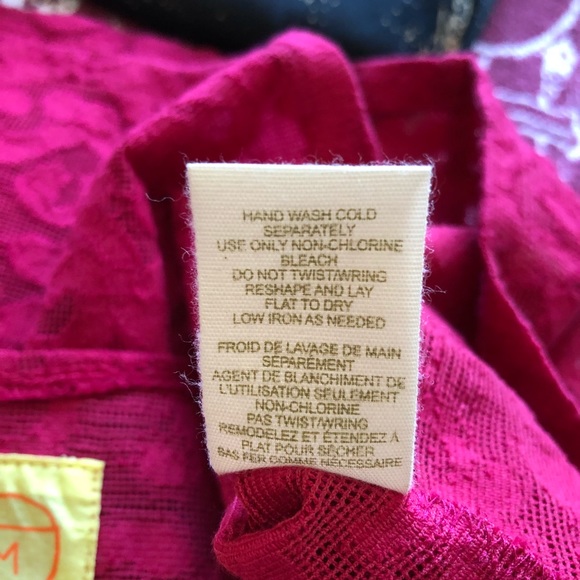 HAND WASH COLD
SEPARATELY
USE ONLY NON-CHLORINE
BLEACH
DO NOT TWIST/WRING
RESHAPE AND LAY
FLAT TO DRY
LOW IRON AS NEEDED
FROID DE LAVAGE DE MAIN
SEPARÉMENT
AGENT DE BLANCHIMENT DE
L'UTILISATION SEULEMENT
NON-CHLORINE
PAS TWIST/WRING
REMODELEZ ET ÉTENDEZ À
PLAT POUR SÉCHER
BAS FER COMME NÉCESSAIRE
M